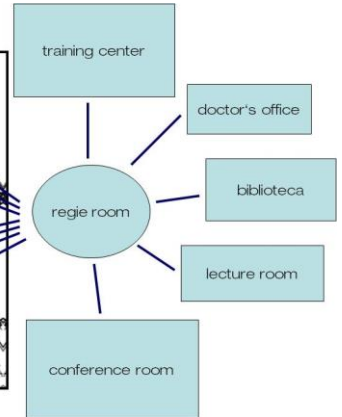 training center
doctor's office
biblioteca
regie room
lecture room
conference room